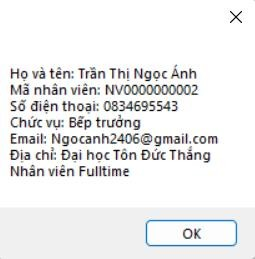 Họ và tên: Trần Thị Ngọc Ánh
Mã nhân viên: NV0000000002
Số điện thoại: 0834695543
Chức vụ: Bếp trưởng
Email: Ngocanh2406@gmail.com
Địa chỉ: Đại học Tôn Đức Thắng
Nhân viên Fulltime
OK